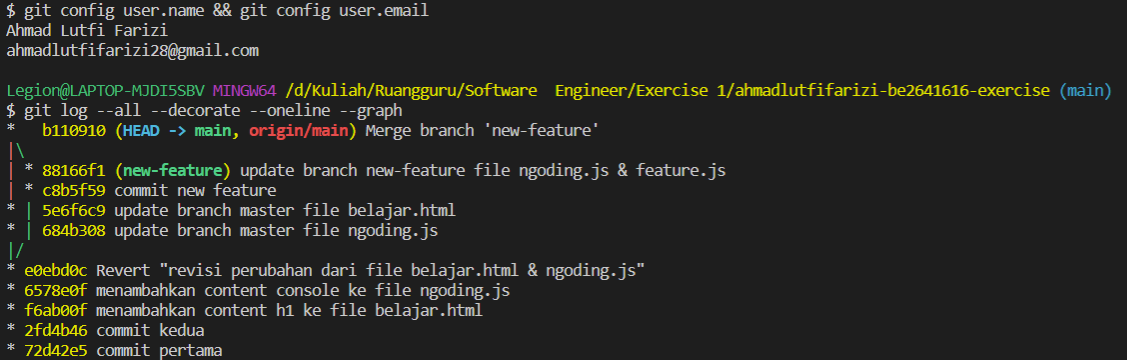 $ git config user.name && git config user.email
Ahmad Lutfi Farizi
ahmadlutfifarizi28@gmail.com
Legion@LAPTOP-MJDI5SBV MINGW64 /d/Kuliah/Ruangguru/Software  Engineer/Exercise 1/ahmadlutfifarizi-be2641616-exercise (main)
$ git log --all --decorate --oneline --graph
*   b110910 (HEAD -> main, origin/main) Merge branch 'new-feature'
|\
| * 88166f1 (new-feature) update branch new-feature file ngoding.js & feature.js
| * c8b5f59 commit new feature
* | 5e6f6c9 update branch master file belajar.html
* | 684b308 update branch master file ngoding.js
|/
* e0ebd0c Revert "revisi perubahan dari file belajar.html & ngoding.js"
* 6578e0f menambahkan content console ke file ngoding.js
* f6ab00f menambahkan content h1 ke file belajar.html
* 2fd4b46 commit kedua
* 72d42e5 commit pertama